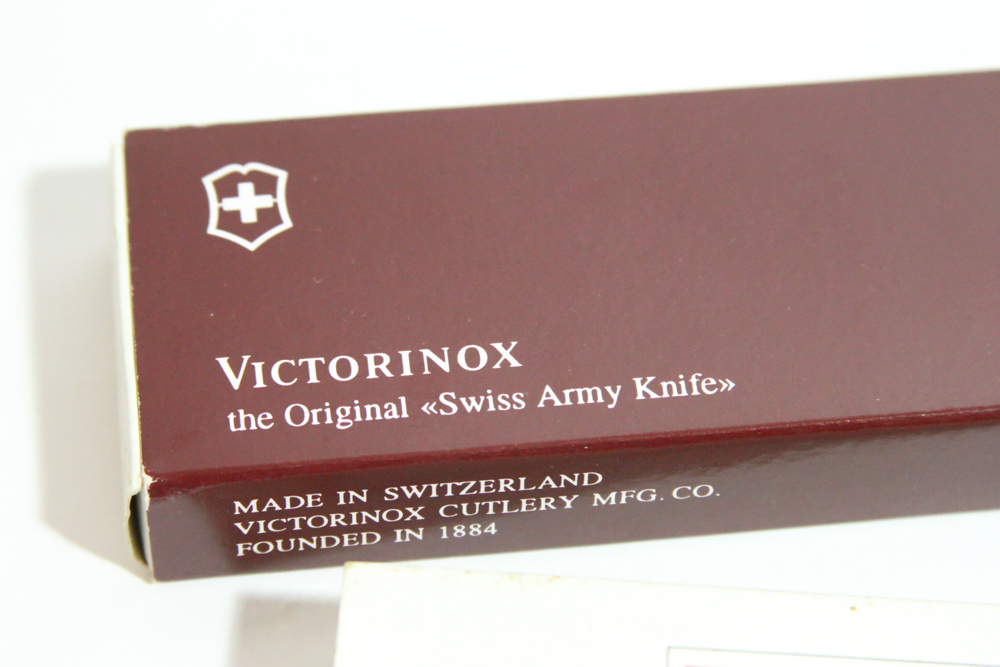 VICTORINOX
the Original «Swiss Army Knife»
MADE IN SWITZERLAND
VICTORINOX CUTLERY MFG. CO.
FOUNDED IN 1884